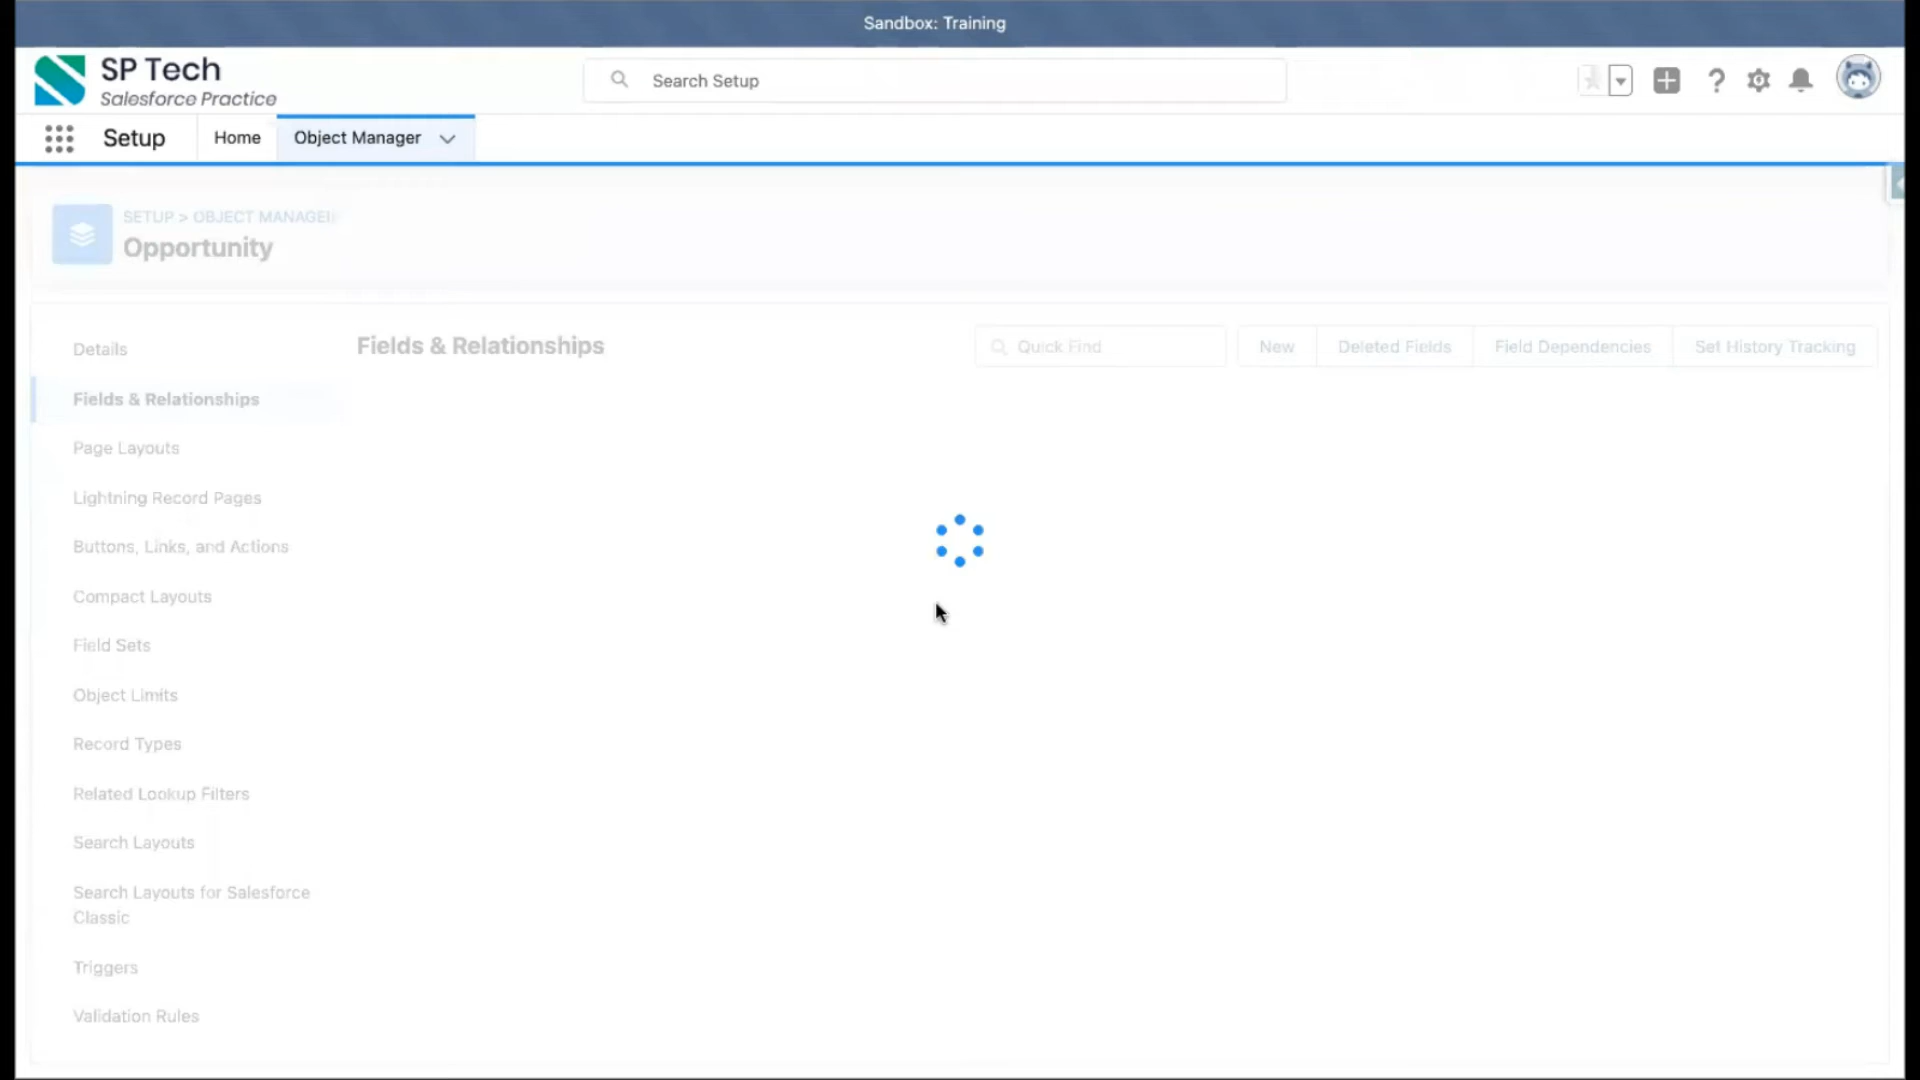 Sandbox: Training
SP Tech
Salesforce Practice
Search Setup
Setup
Home
Object Manager
SETUP > OBJECT MANAGER
Opportunity
Details
Fields & Relationships
Page Layouts
Lightning Record Pages
Buttons, Links, and Actions
Compact Layouts
Field Sets
Object Limits
Record Types
Related Lookup Filters
Search Layouts
Search Layouts for Salesforce
Classic
Triggers
Validation Rules
Fields & Relationships
Quick Find
New
Deleted Fields
Field Dependencies
Set History Tracking